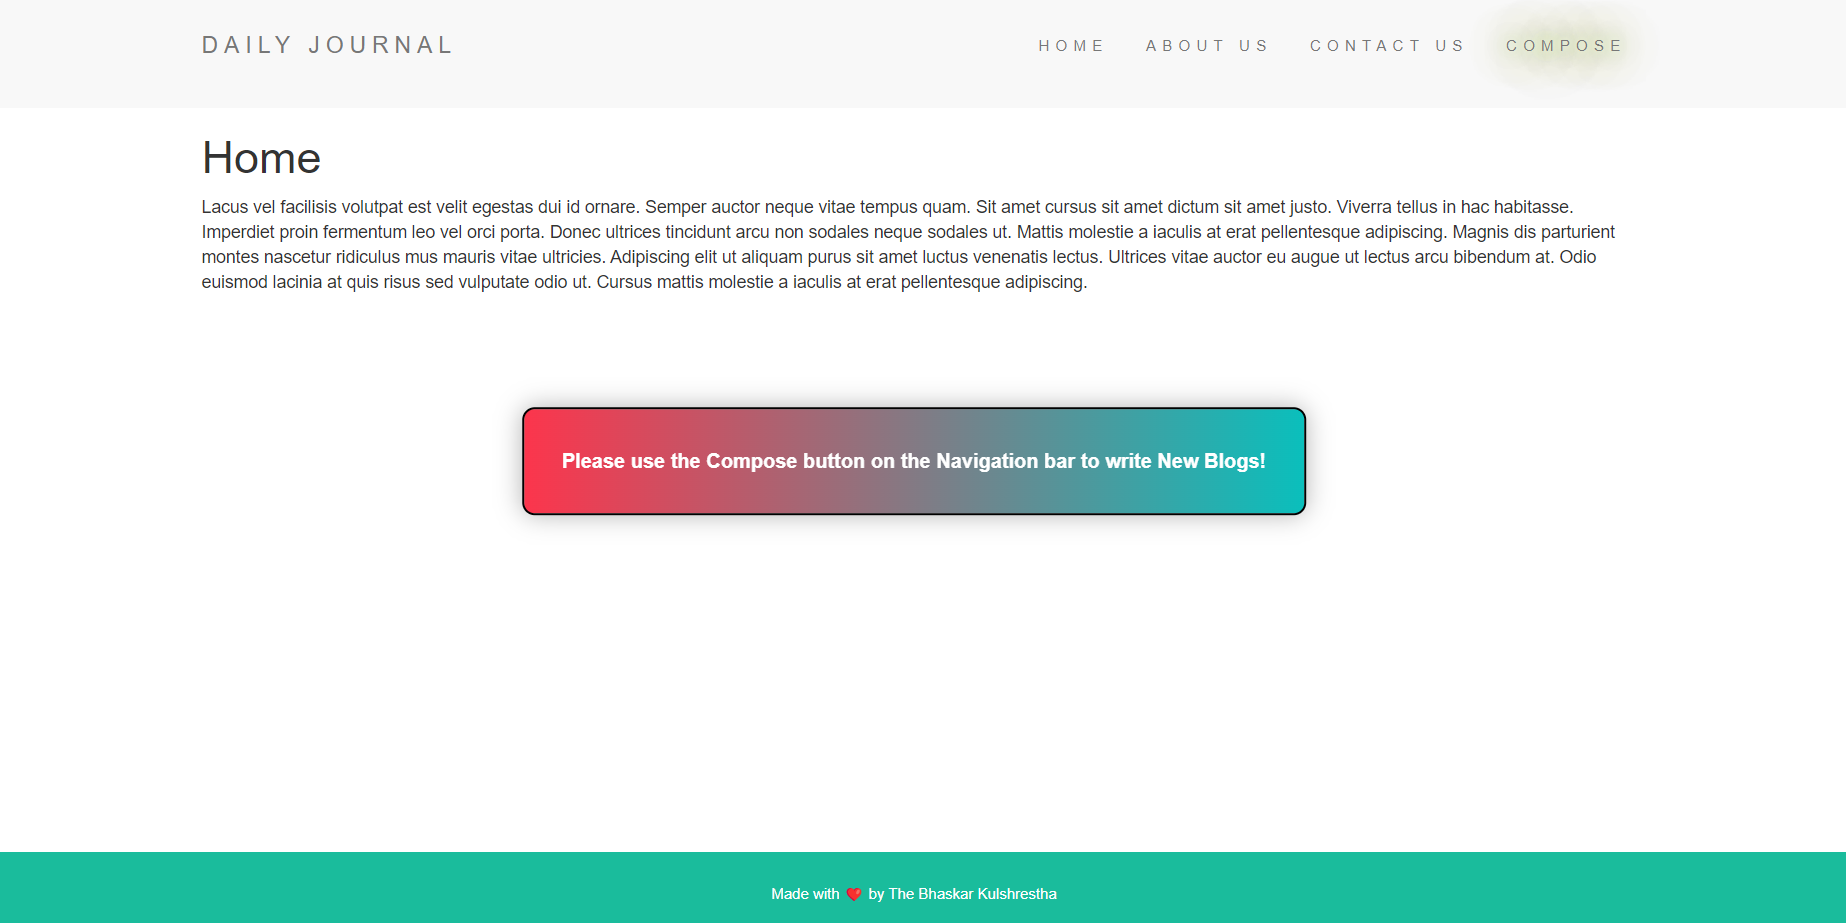 DAILY JOURNAL
HOME ABOUT US CONTACT US COMPOSE
Home
Lacus vel facilisis volutpat est velit egestas dui id ornare. Semper auctor neque vitae tempus quam. Sit amet cursus sit amet dictum sit amet justo. Viverra tellus in hac habitasse.
Imperdiet proin fermentum leo vel orci porta. Donec ultrices tincidunt arcu non sodales neque sodales ut. Mattis molestie a iaculis at erat pellentesque adipiscing. Magnis dis parturient
montes nascetur ridiculus mus mauris vitae ultricies. Adipiscing elit ut aliquam purus sit amet luctus venenatis lectus. Ultrices vitae auctor eu augue ut lectus arcu bibendum at. Odio
euismod lacinia at quis risus sed vulputate odio ut. Cursus mattis molestie a iaculis at erat pellentesque adipiscing.
Please use the Compose button on the Navigation bar to write New Blogs!
Made with ❤️ by The Bhaskar Kulshrestha